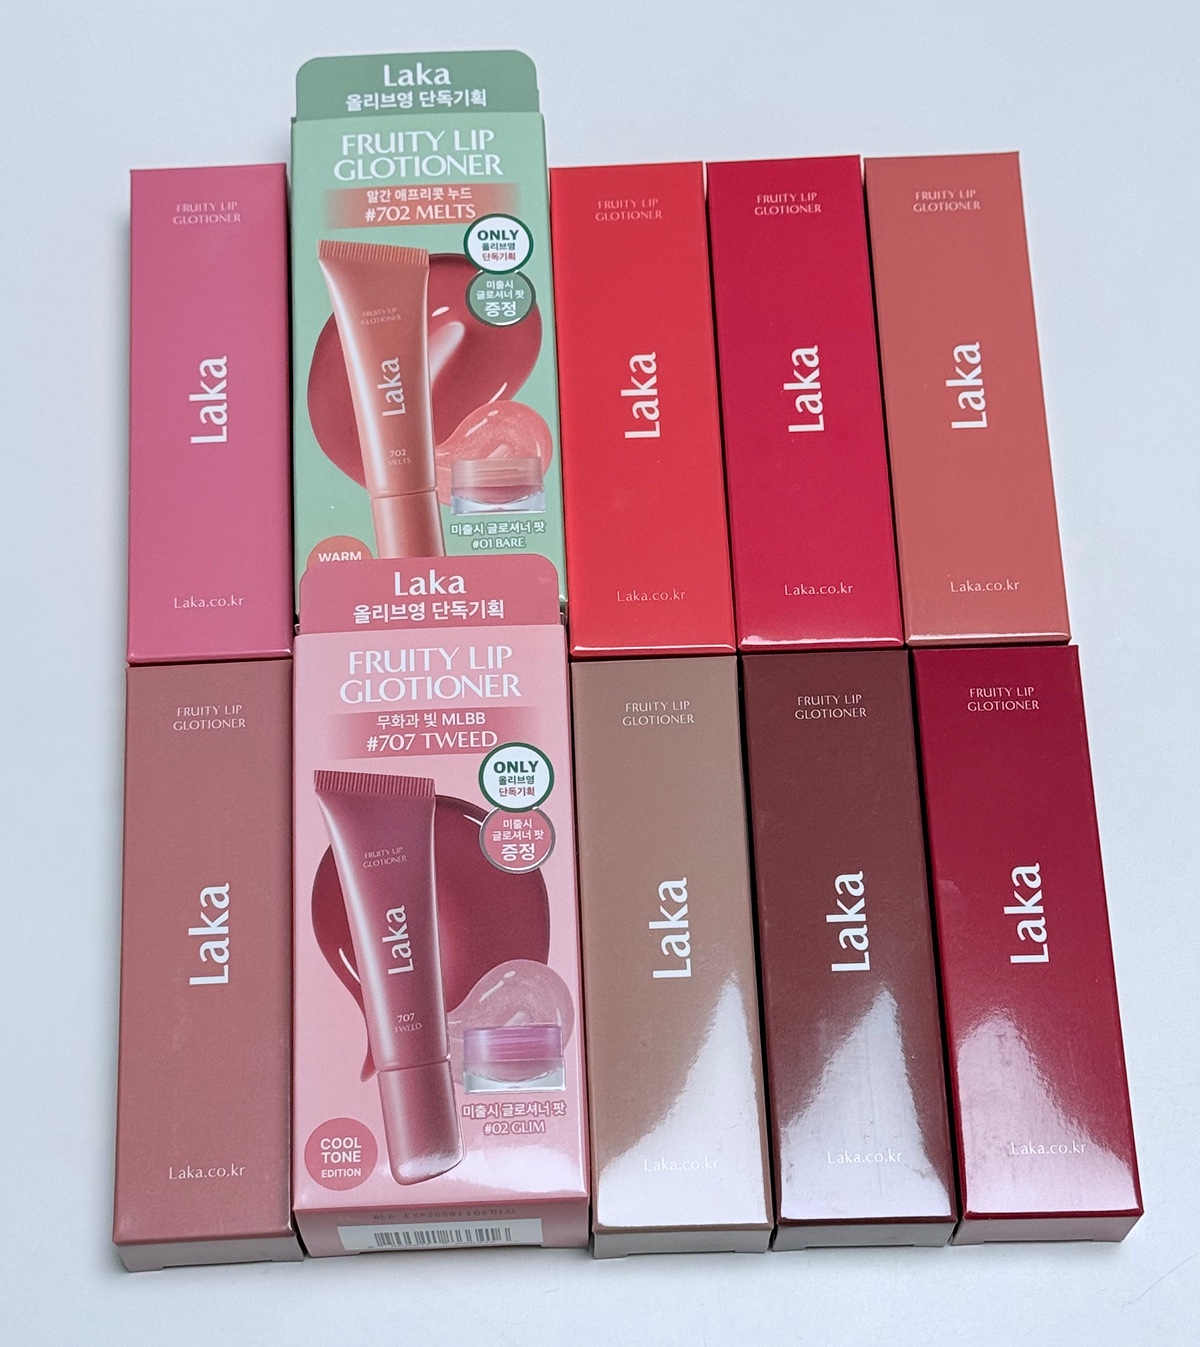 FRUITY LIP
GLOTIONER
Laka
Laka.co.kr
Laka
올리브영 단독기획
FRUITY LIP
GLOTIONER
말간 애프리콧 누드
#702 MELTS
ONLY
올리브영
단독기획
미출시
글로셔너 팟
증정
FRUITY LIP
GLOTIONER
Laka
702
MELTS
미출시 글로셔너 팟
#01 BARE
WARM
FRUITY LIP
GLOTIONER
Laka
Laka.co.kr
FRUITY LIP
GLOTIONER
Laka
Laka.co.kr
FRUITY LIP
GLOTIONER
Laka
Laka.co.kr
FRUITY LIP
GLOTIONER
Laka
Laka.co.kr
Laka
올리브영 단독기획
FRUITY LIP
GLOTIONER
무화과 빛 MLBB
#707 TWEED
ONLY
올리브영
단독기획
미출시
글로셔너 팟
증정
FRUITY LIP
GLOTIONER
Laka
707
TWEED
미출시 글로셔너 팟
#02 GLIM
COOL
TONE
EDITION
FRUITY LIP
GLOTIONER
Laka
Laka.co.kr
FRUITY LIP
GLOTIONER
Laka
Laka.co.kr
FRUITY LIP
GLOTIONER
Laka
Laka.co.kr